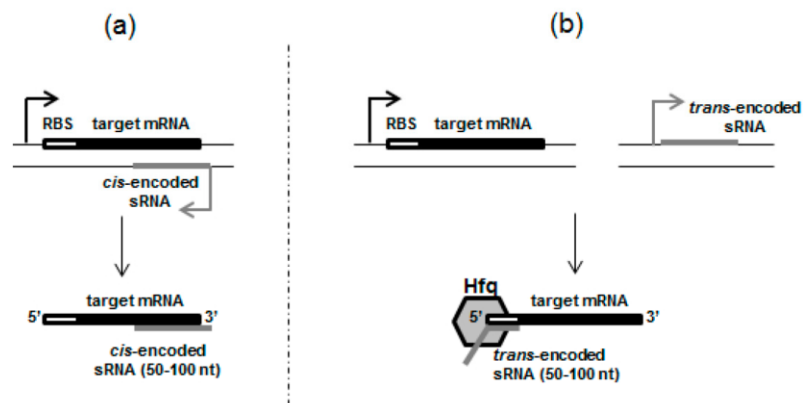 (a)
RBS target mRNA
cis-encoded
sRNA
target mRNA
5’ 3’
cis-encoded
sRNA (50-100 nt)
(b)
RBS target mRNA
trans-encoded
sRNA
Hfq
target mRNA
5’ 3’
trans-encoded
sRNA (50-100 nt)